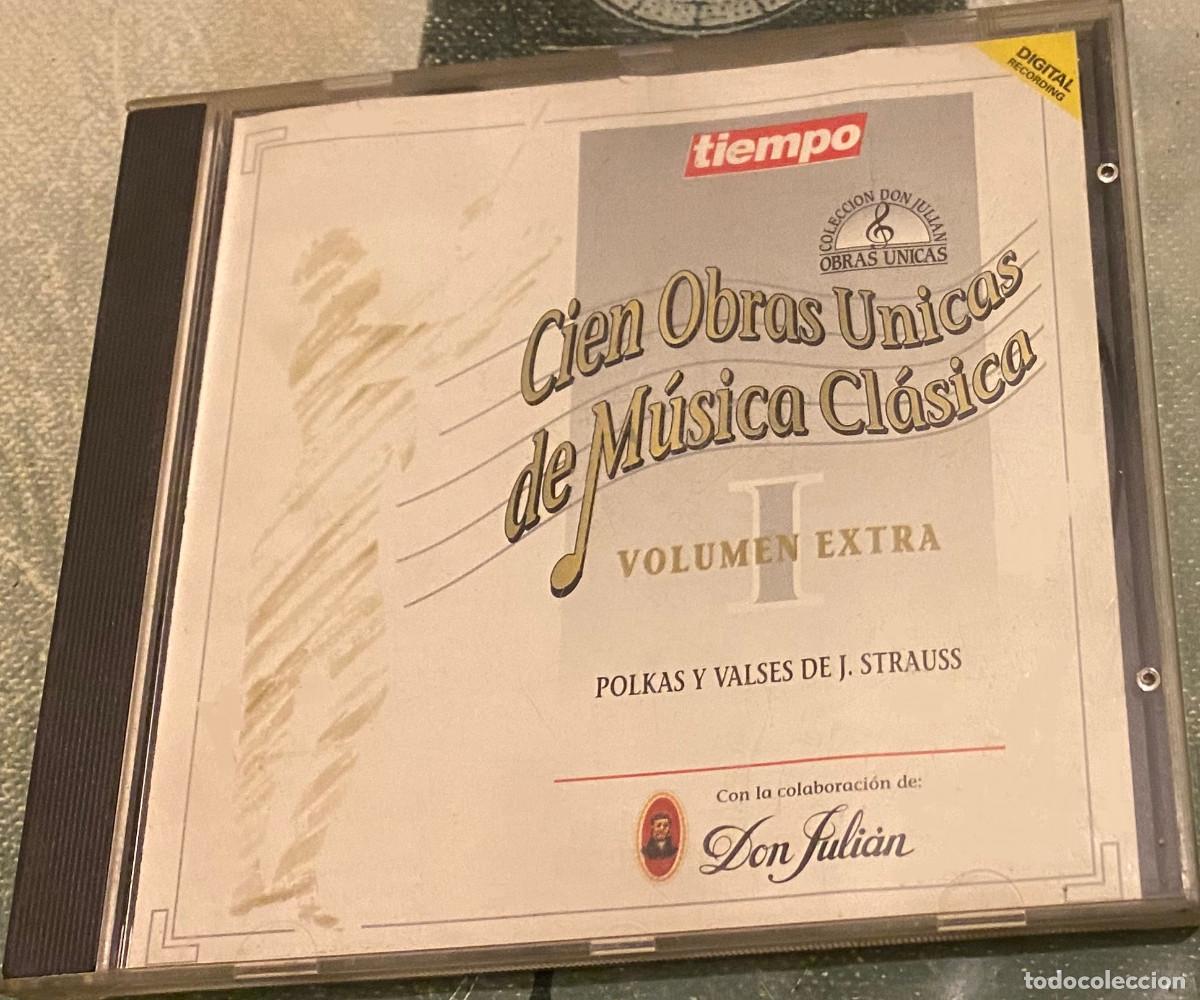 DIGITAL
RECORDING
tiempo
COLECCION DON JULIAN
OBRAS UNICAS
Cien Obras Unicas
de Música Clásica
I
VOLUMEN EXTRA
POLKAS Y VALSES DE J. STRAUSS
Con la colaboración de:
Don Julián
todocoleccion